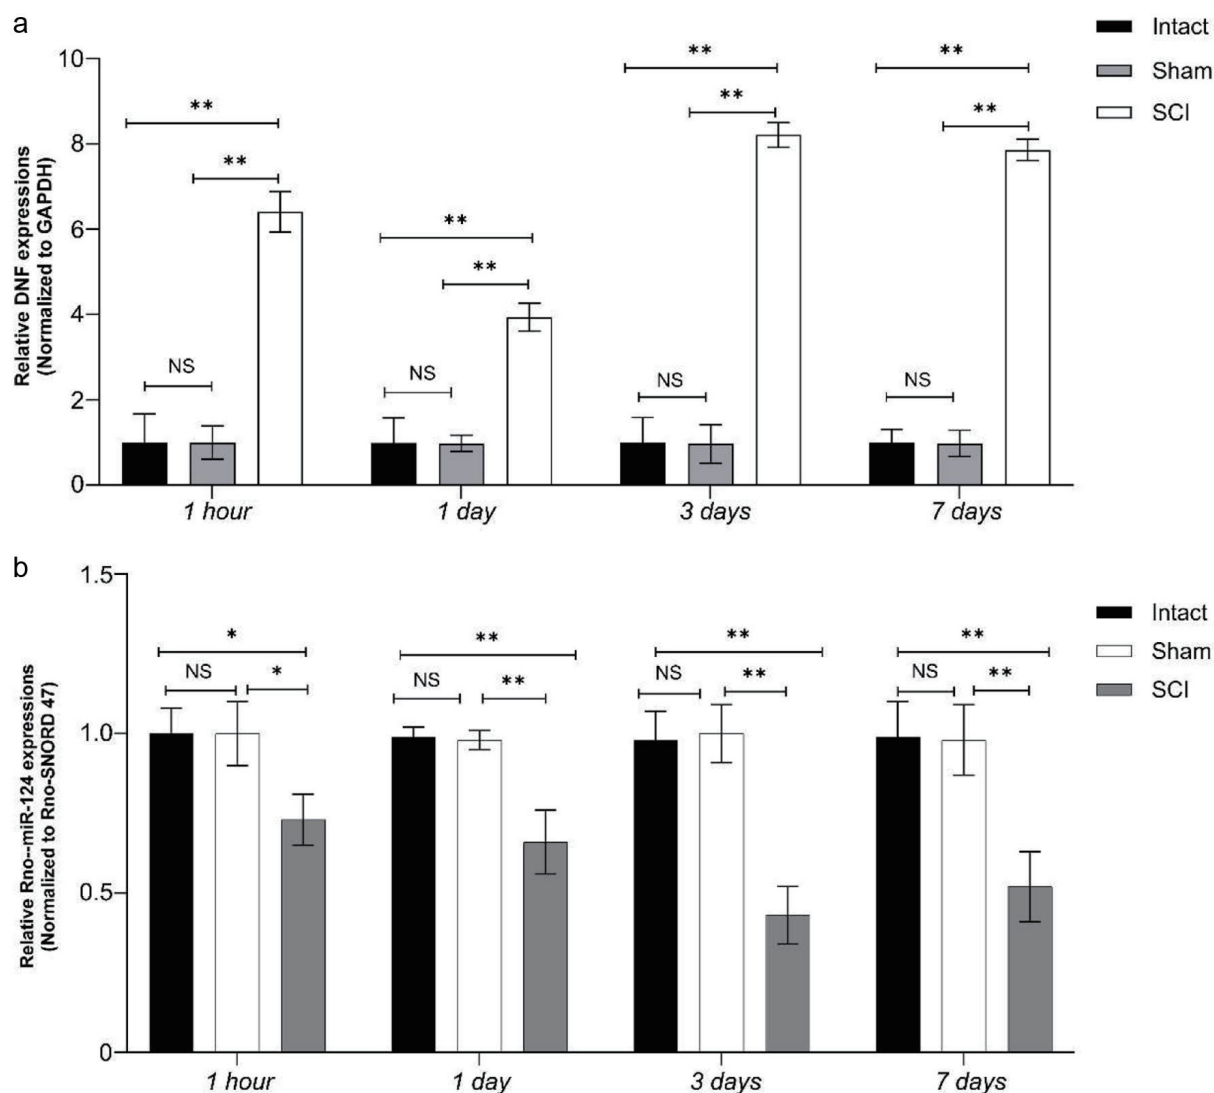 a
Intact
Sham
SCI
Relative DNF expressions
(Normalized to GAPDH)
10
8
6
4
2
0
**
**
NS
**
**
NS
**
**
NS
**
**
NS
1 hour
1 day
3 days
7 days
b
Intact
Sham
SCI
Relative Rno--miR-124 expressions
(Normalized to Rno-SNORD 47)
1.5
1.0
0.5
0
*
NS
*
**
NS
**
**
NS
**
**
NS
**
1 hour
1 day
3 days
7 days